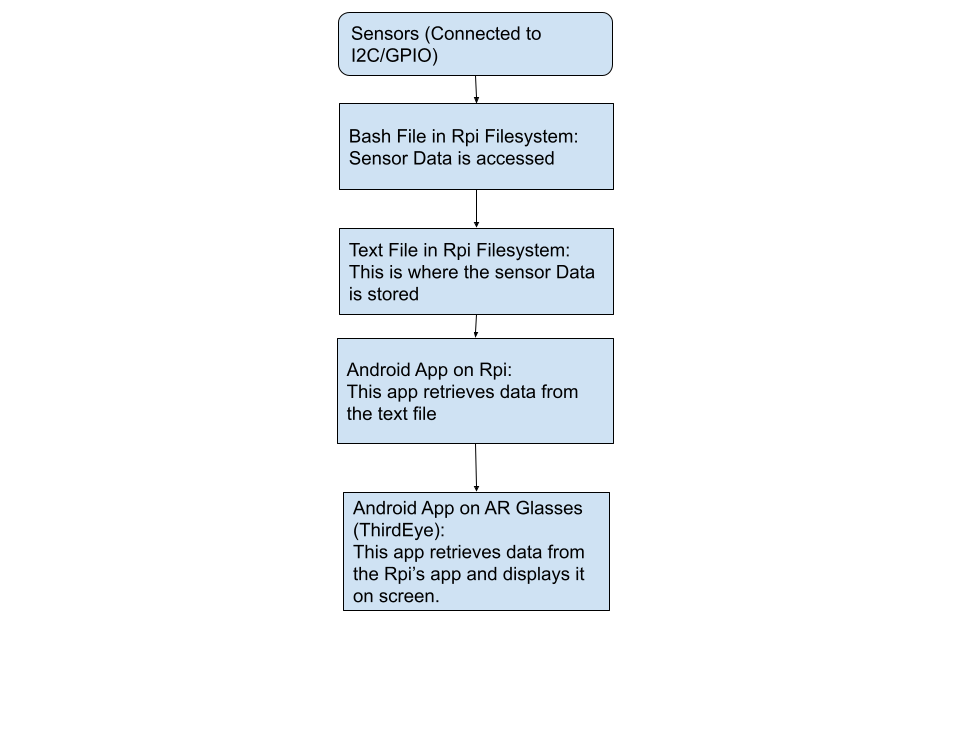 Sensors (Connected to
I2C/GPIO)
Bash File in Rpi Filesystem:
Sensor Data is accessed
Text File in Rpi Filesystem:
This is where the sensor Data
is stored
Android App on Rpi:
This app retrieves data from
the text file
Android App on AR Glasses
(ThirdEye):
This app retrieves data from
the Rpi’s app and displays it
on screen.